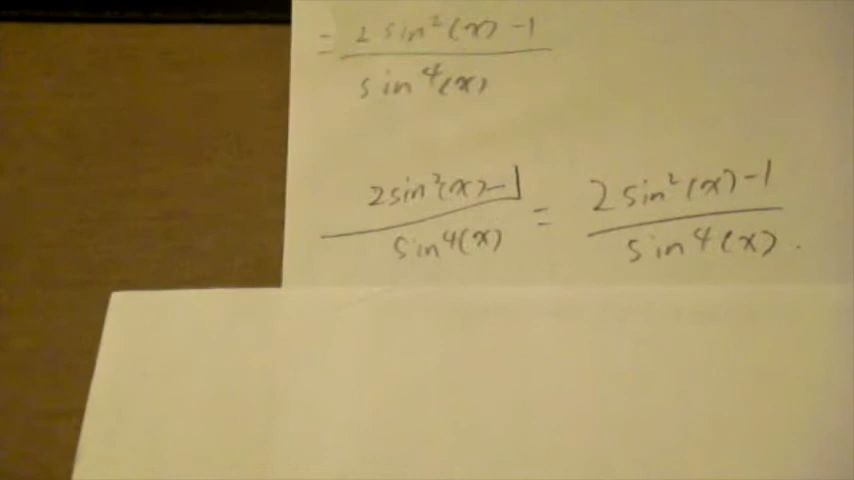 = (2 sin²(x) - 1) / (sin⁴(x))
(2sin²(x) - 1) / (sin⁴(x)) = (2 sin²(x) - 1) / (sin⁴(x)).